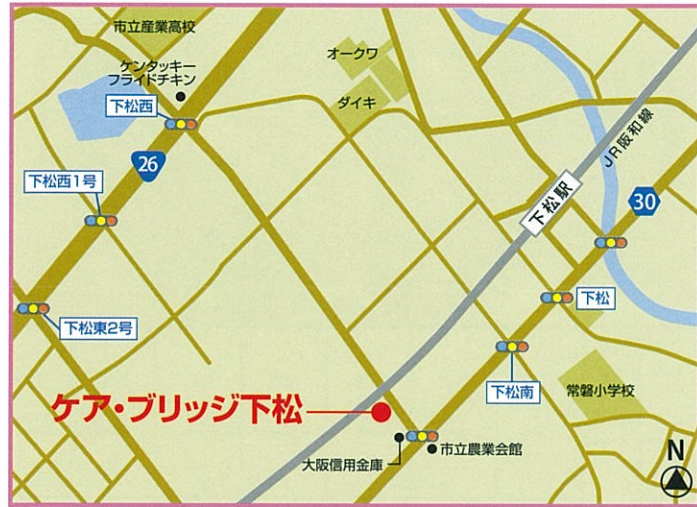 市立産業高校
ケンタッキー
フライドチキン
オークワ
ダイキ
下松西
26
JR阪和線
下松西1号
下松駅
30
下松
下松東2号
下松南
常磐小学校
ケア・ブリッジ下松
大阪信用金庫
市立農業会館
N